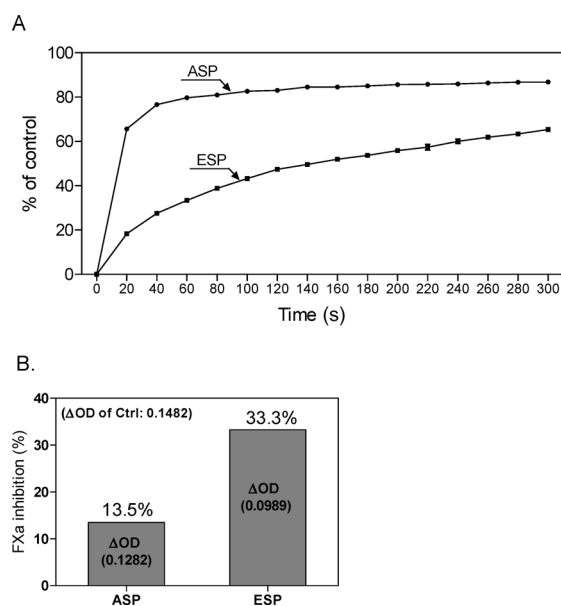 A
100
80
60
40
20
0
% of control
ASP
ESP
0 20 40 60 80 100 120 140 160 180 200 220 240 260 280 300
Time (s)
B.
40
30
20
10
0
FXa inhibition (%)
(ΔOD of Ctrl: 0.1482)
13.5%
ΔOD
(0.1282)
33.3%
ΔOD
(0.0989)
ASP ESP